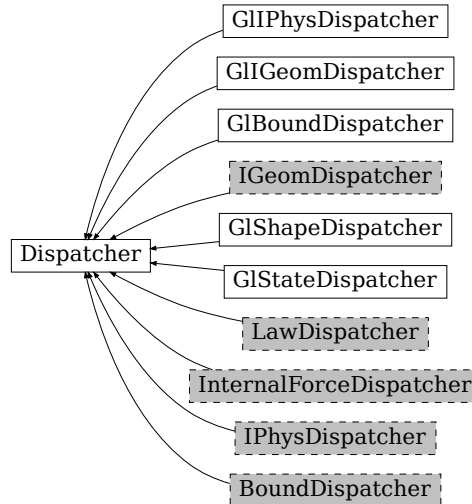 GlIPhysDispatcher
GlIGeomDispatcher
GlBoundDispatcher
IGeomDispatcher
GlShapeDispatcher
Dispatcher
GlStateDispatcher
LawDispatcher
InternalForceDispatcher
IPhysDispatcher
BoundDispatcher